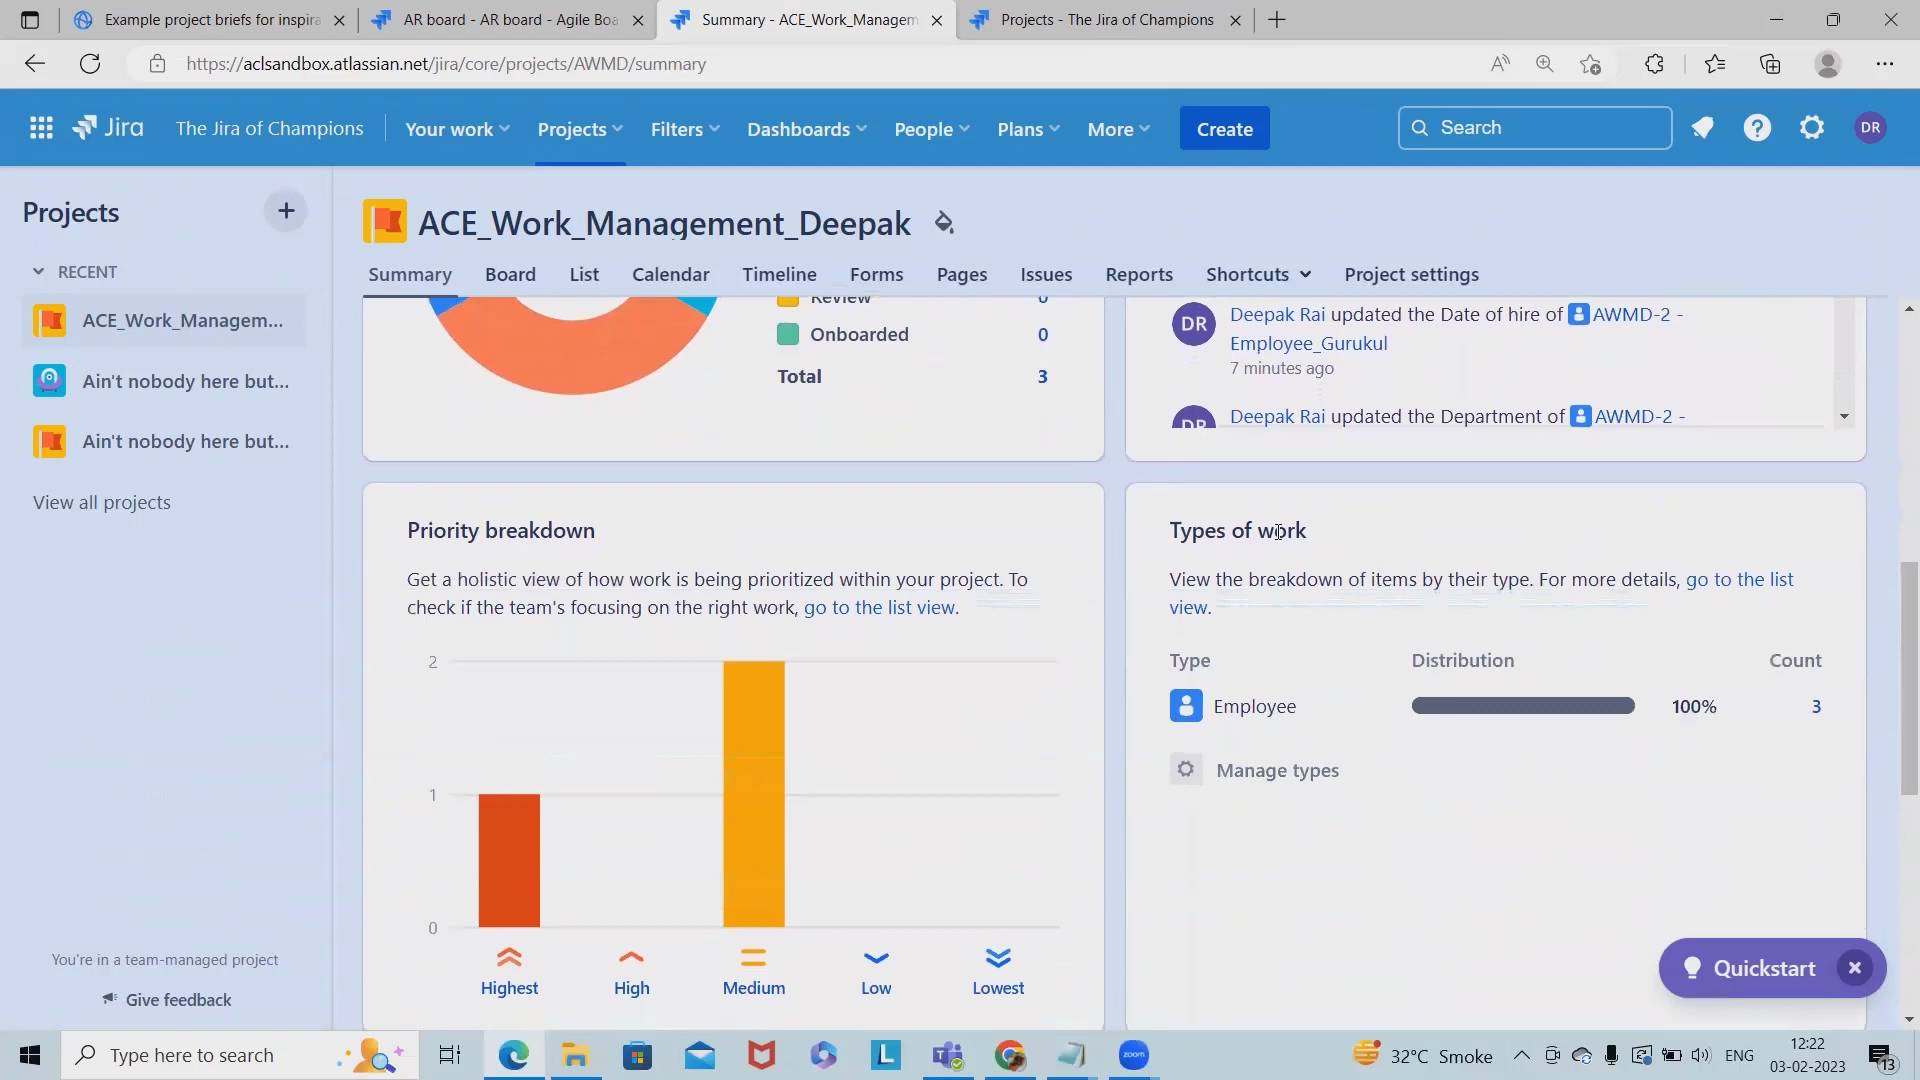 Example project briefs for inspira
AR board - AR board - Agile Boa
Summary - ACE_Work_Managem
Projects - The Jira of Champions
https://aclsandbox.atlassian.net/jira/core/projects/AWMD/summary
Jira
The Jira of Champions
Your work
Projects
Filters
Dashboards
People
Plans
More
Create
Search
DR
Projects
RECENT
ACE_Work_Managem...
Ain't nobody here but...
Ain't nobody here but...
View all projects
You're in a team-managed project
Give feedback
ACE_Work_Management_Deepak
Summary
Board
List
Calendar
Timeline
Forms
Pages
Issues
Reports
Shortcuts
Project settings
Review 0
Onboarded 0
Total 3
DR
Deepak Rai updated the Date of hire of AWMD-2 -
Employee_Gurukul
7 minutes ago
DR
Deepak Rai updated the Department of AWMD-2 -
Priority breakdown
Get a holistic view of how work is being prioritized within your project. To
check if the team's focusing on the right work, go to the list view.
2
1
0
Highest
High
Medium
Low
Lowest
Types of work
View the breakdown of items by their type. For more details, go to the list
view.
Type Distribution Count
Employee 100% 3
Manage types
Quickstart
Type here to search
L
zoom
32°C Smoke
ENG
12:22
03-02-2023
13